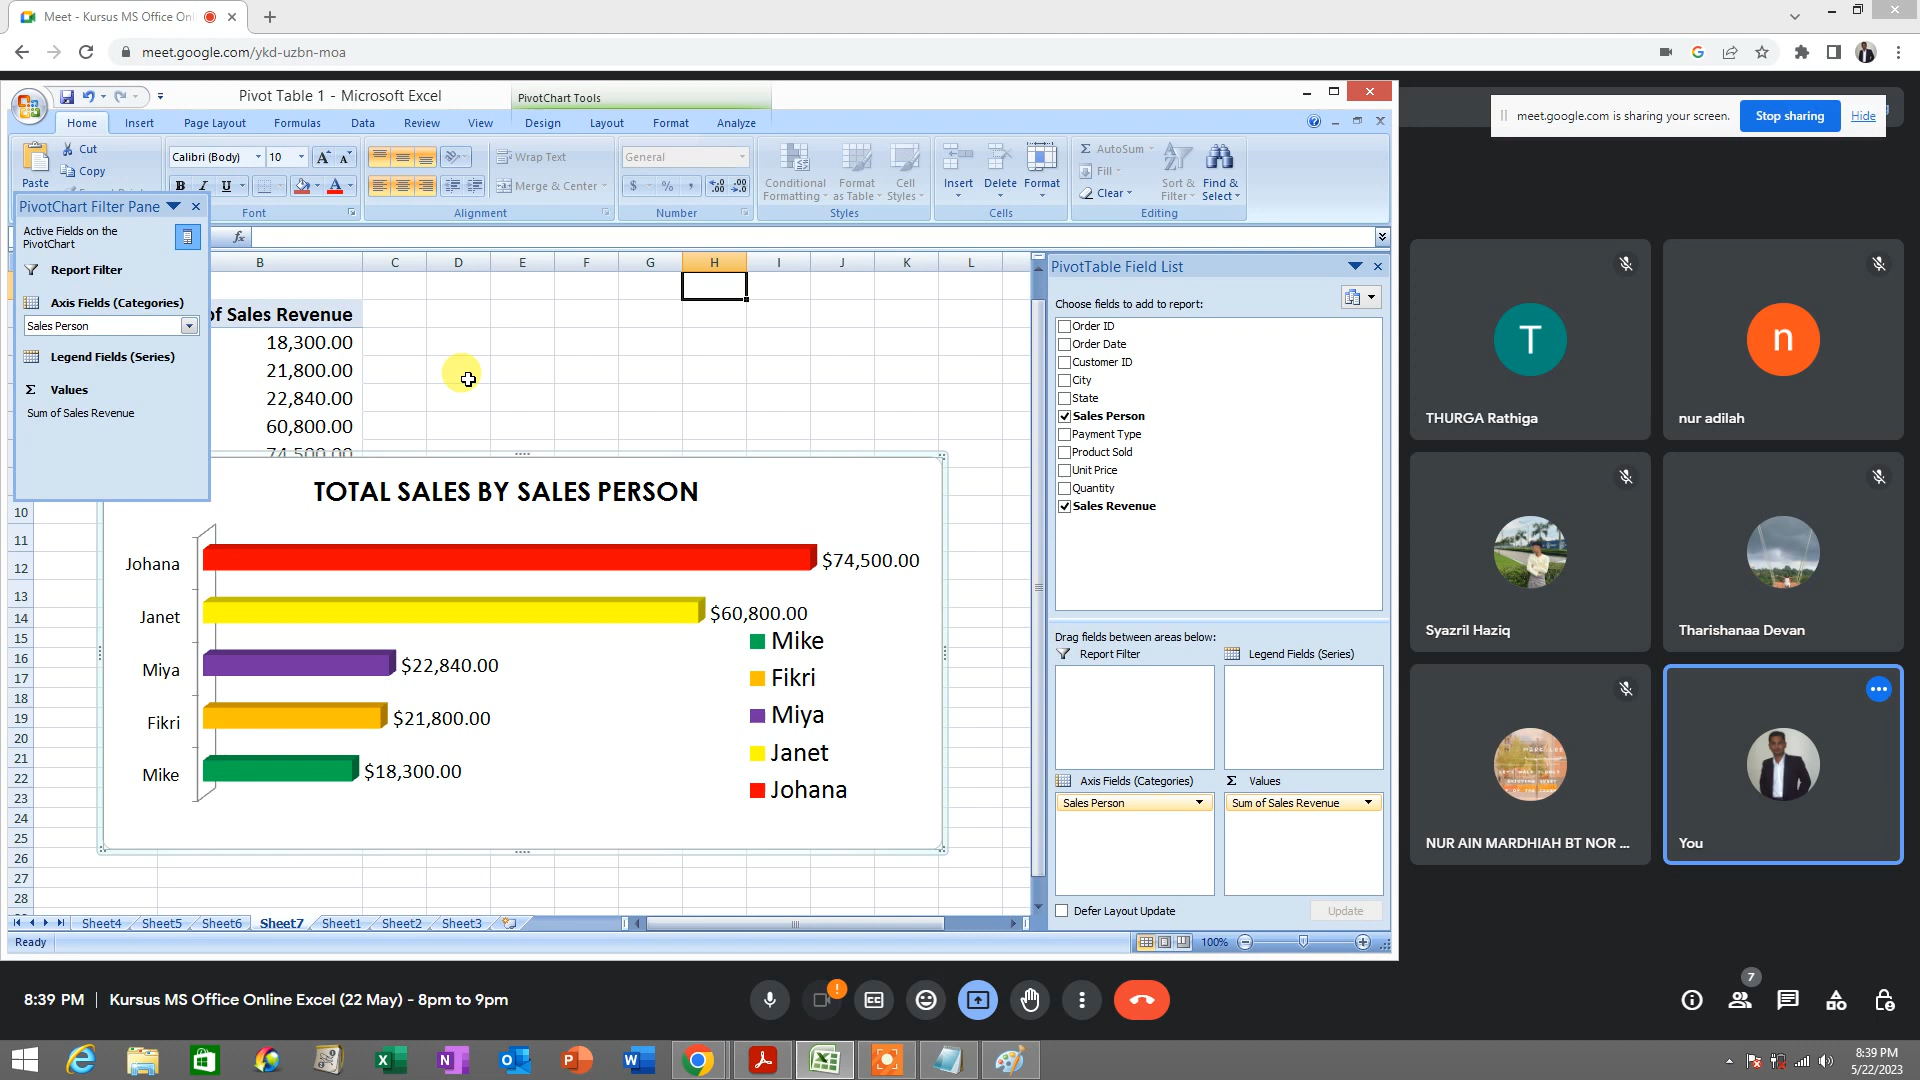 Meet - Kursus MS Office Onl
meet.google.com/ykd-uzbn-moa
Pivot Table 1 - Microsoft Excel
PivotChart Tools
meet.google.com is sharing your screen.
Stop sharing
Hide
Home
Insert
Page Layout
Formulas
Data
Review
View
Design
Layout
Format
Analyze
Cut
Copy
Paste
Calibri (Body)
10
B I U
A
Font
Wrap Text
Merge & Center
Alignment
General
$ % ,
Number
Conditional Formatting
Format as Table
Cell Styles
Styles
Insert
Delete
Format
Cells
AutoSum
Fill
Clear
Sort & Filter
Find & Select
Editing
PivotChart Filter Pane
Active Fields on the
PivotChart
Report Filter
Axis Fields (Categories)
Sales Person
Legend Fields (Series)
Σ Values
Sum of Sales Revenue
fx
B C D E F G H I J K L
of Sales Revenue
18,300.00
21,800.00
22,840.00
60,800.00
74,500.00
10
11
12
13
14
15
16
17
18
19
20
21
22
23
24
25
26
27
28
TOTAL SALES BY SALES PERSON
Johana $74,500.00
Janet $60,800.00
Miya $22,840.00
Fikri $21,800.00
Mike $18,300.00
Mike
Fikri
Miya
Janet
Johana
PivotTable Field List
Choose fields to add to report:
Order ID
Order Date
Customer ID
City
State
Sales Person
Payment Type
Product Sold
Unit Price
Quantity
Sales Revenue
Drag fields between areas below:
Report Filter
Legend Fields (Series)
Axis Fields (Categories)
Σ Values
Sales Person
Sum of Sales Revenue
Defer Layout Update
Update
Sheet4
Sheet5
Sheet6
Sheet7
Sheet1
Sheet2
Sheet3
Ready
100%
T
THURGA Rathiga
n
nur adilah
Syazril Haziq
Tharishanaa Devan
NUR AIN MARDHIAH BT NOR ...
You
8:39 PM | Kursus MS Office Online Excel (22 May) - 8pm to 9pm
7
8:39 PM
5/22/2023